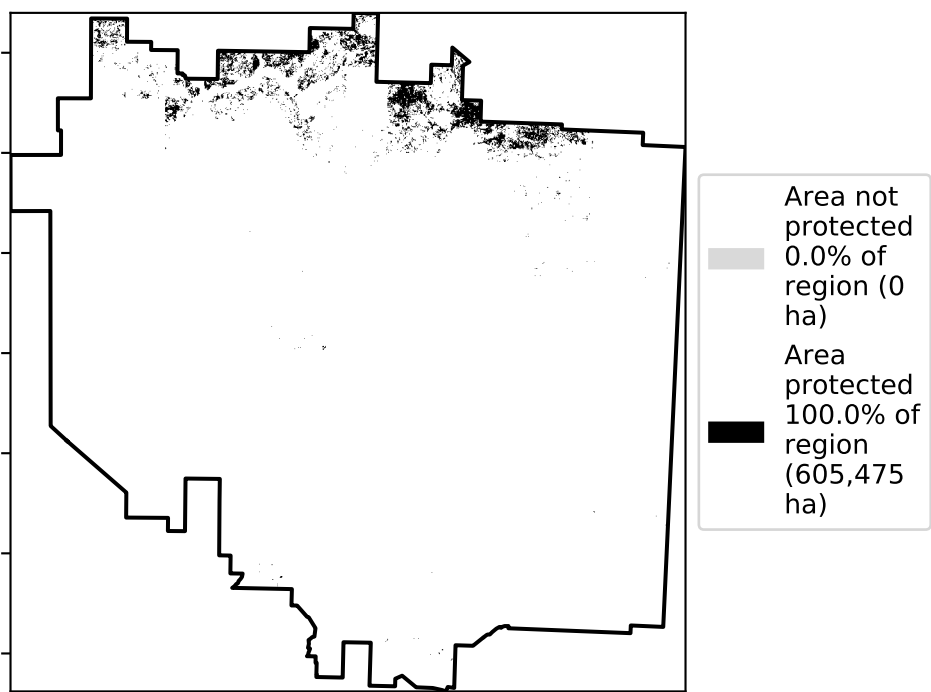 Area not
protected
0.0% of
region (0
ha)
Area
protected
100.0% of
region
(605,475
ha)